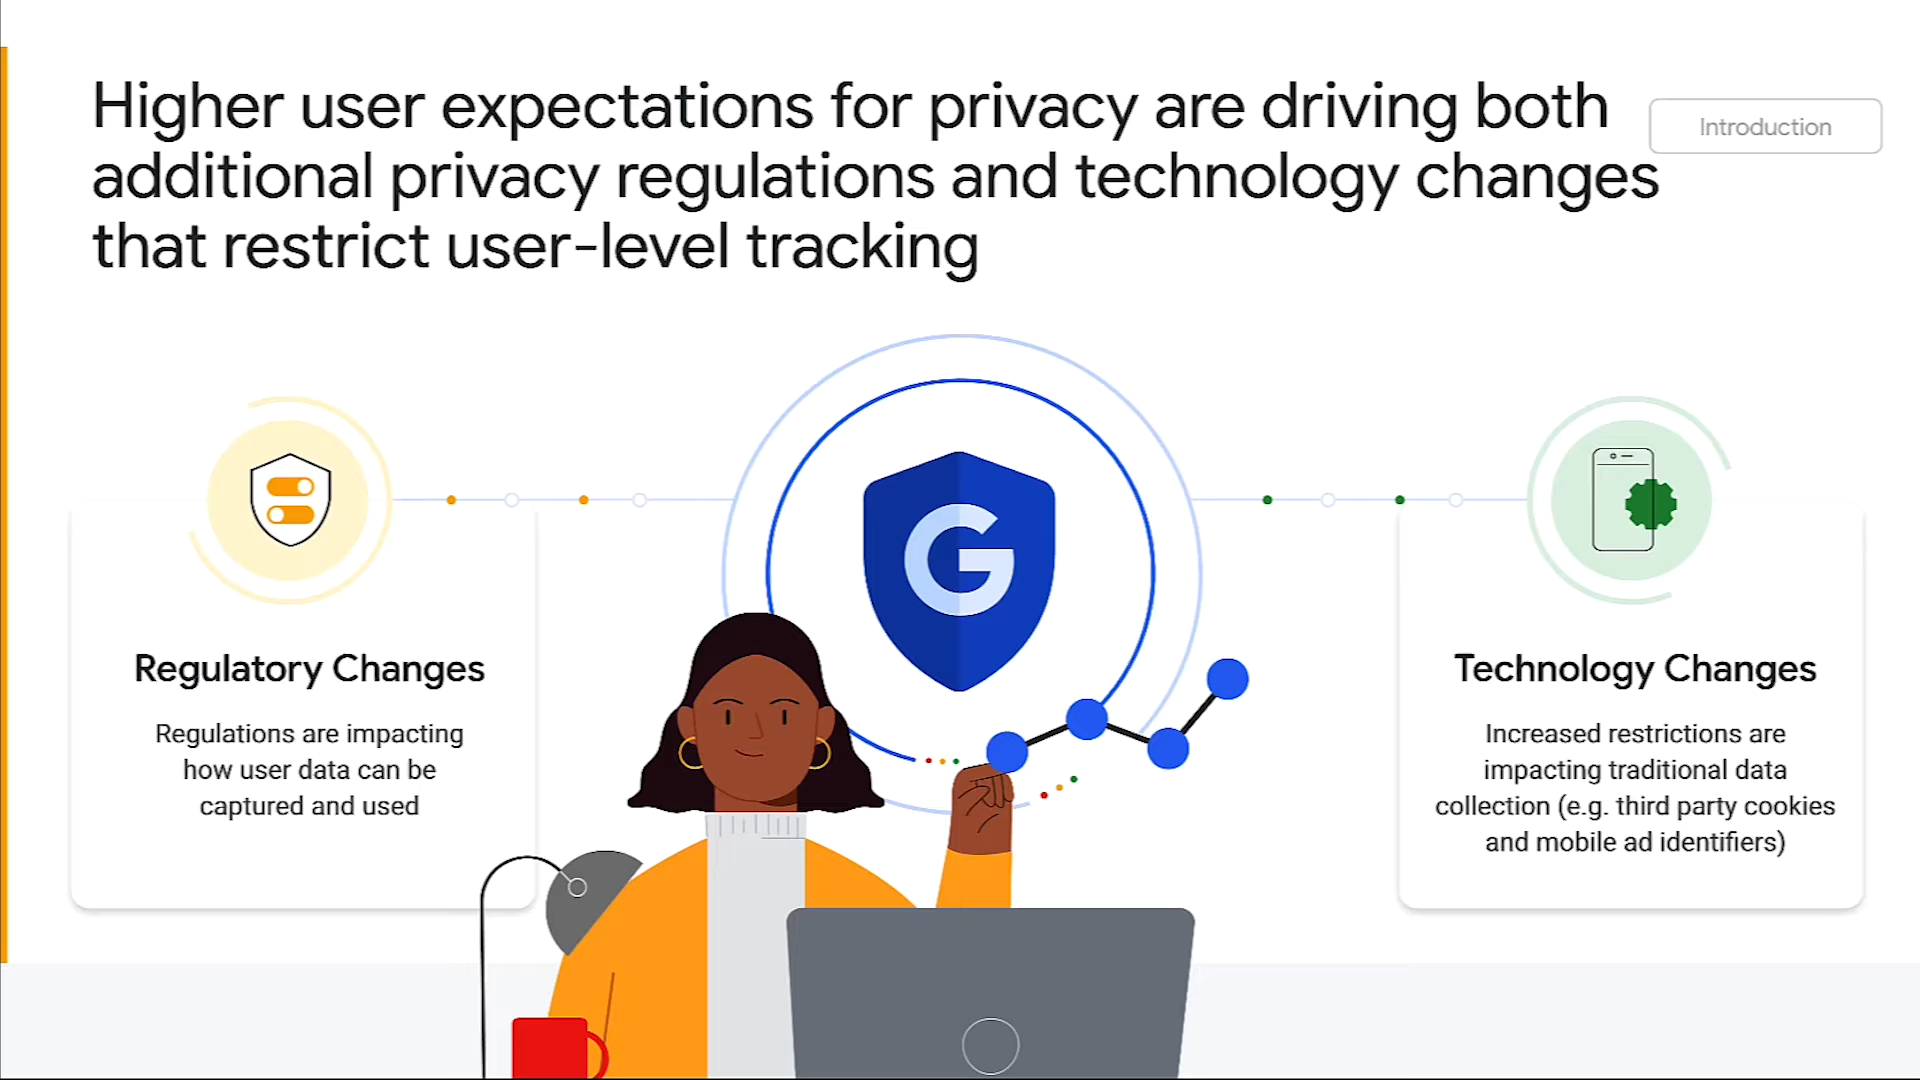 Higher user expectations for privacy are driving both
additional privacy regulations and technology changes
that restrict user-level tracking
Introduction
G
Regulatory Changes
Regulations are impacting
how user data can be
captured and used
Technology Changes
Increased restrictions are
impacting traditional data
collection (e.g. third party cookies
and mobile ad identifiers)